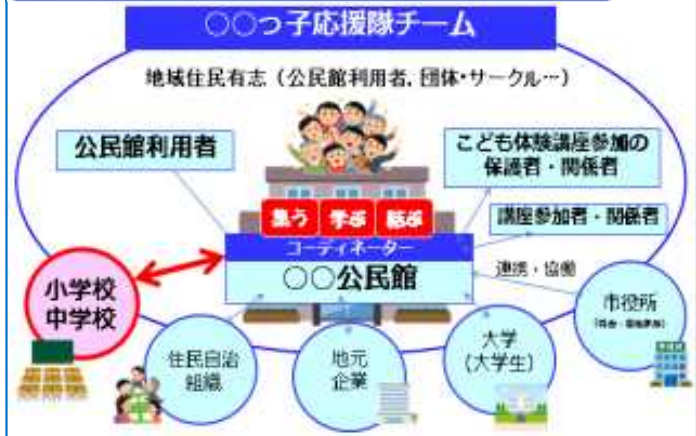 ○○っ子応援隊チーム
地域住民有志（公民館利用者，団体・サークル…）
公民館利用者
こども体験講座参加の
保護者・関係者
集う 学ぶ 結ぶ
講座参加者・関係者
コーディネーター
○○公民館
連携・協働
小学校
中学校
市役所
住民自治
組織
地元
企業
大学
（大学生）